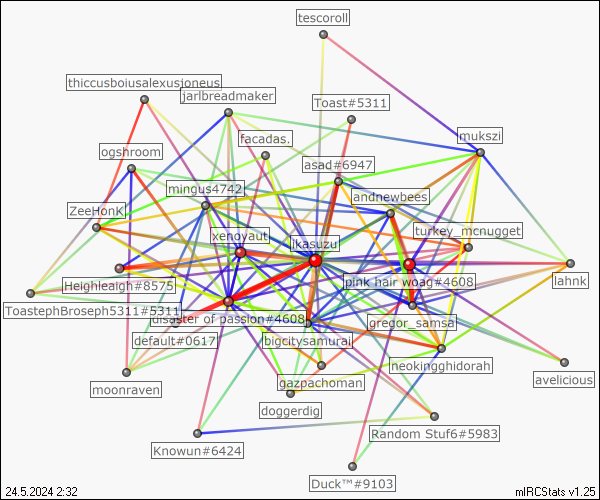 tescoroll
thiccusboiusalexusjoneus
jarlbreadmaker
Toast#5311
mukszi
facadas.
ogshroom
asad#6947
mingus4742
andnewbees
ZeeHonK
turkey_mcnugget
xenoyaut
ikasuzu
lahnk
Heighleaigh#8575
pink hair woag#4608
ToastephBroseph5311#5311
disaster of passion#4608
gregor_samsa
default#0617
bigcitysamurai
neokingghidorah
avelicious
moonraven
gazpachoman
doggerdig
Random Stuf6#5983
Knowun#6424
Duck™#9103
24.5.2024 2:32
mIRCStats v1.25